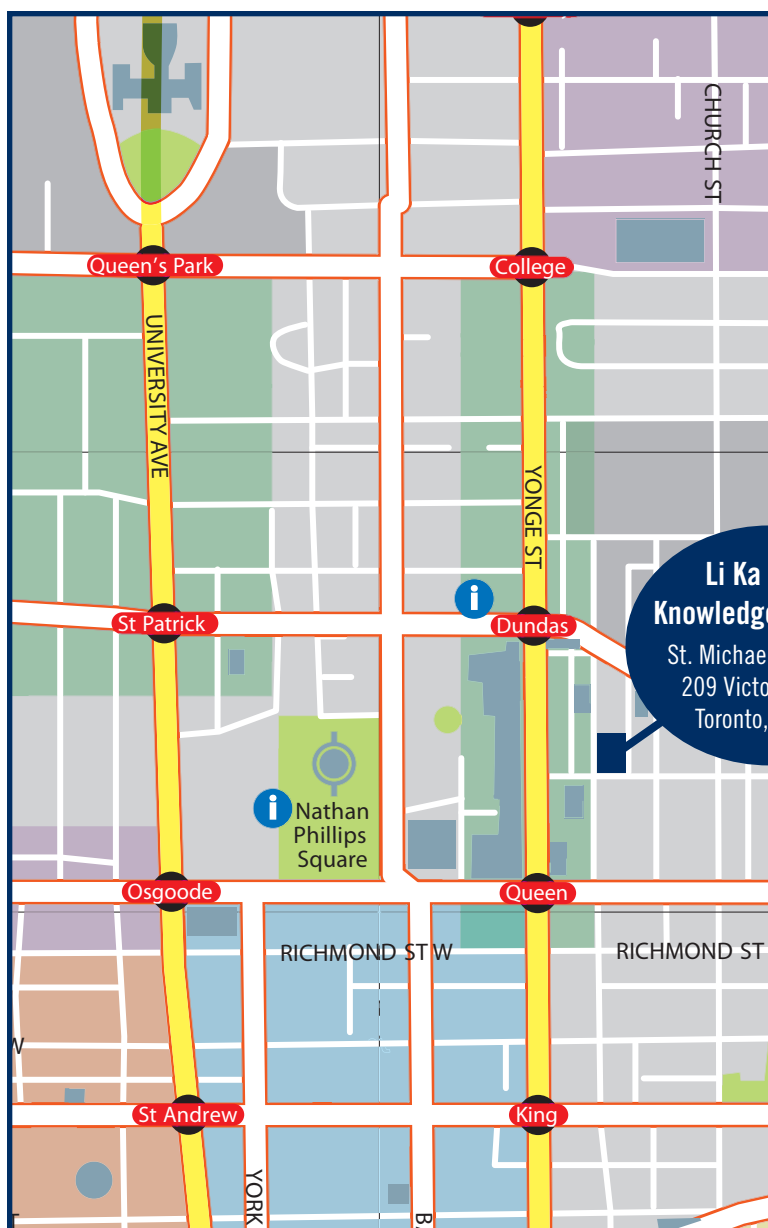 CHURCH ST
Queen's Park
College
UNIVERSITY AVE
YONGE ST
Li Ka
Knowledge
St. Michae
209 Victo
Toronto,
i
St Patrick
Dundas
i
Nathan
Phillips
Square
Osgoode
Queen
RICHMOND ST W
RICHMOND ST
W
St Andrew
King
YORK
B
T